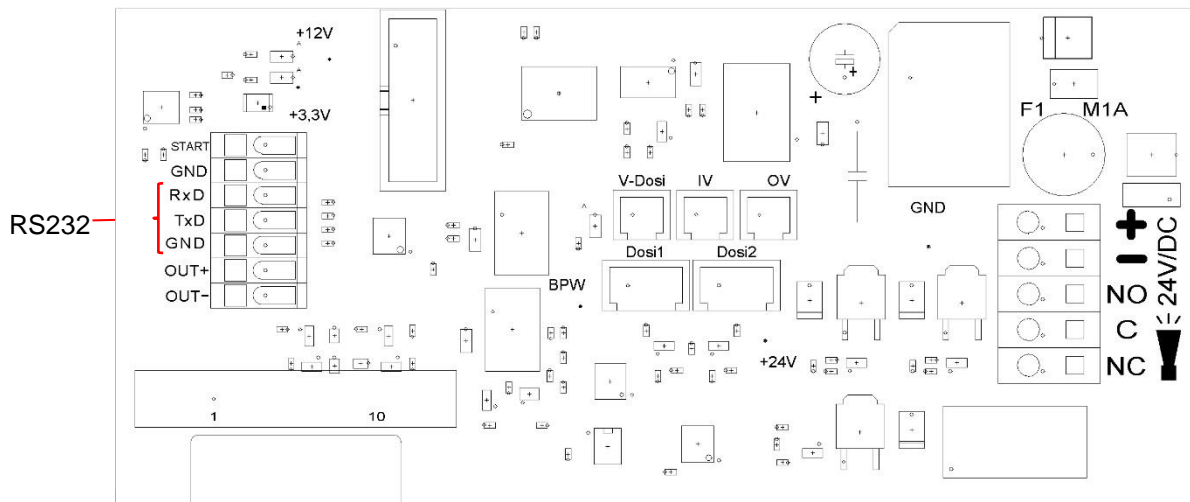 +12V
A
A
+3,3V
START
GND
RxD
TxD
GND
OUT+
OUT−
RS232
1
10
V-Dosi
IV
OV
A
Dosi1
Dosi2
BPW
+24V
GND
F1
M1A
+
−
NO
C
NC
24V/DC